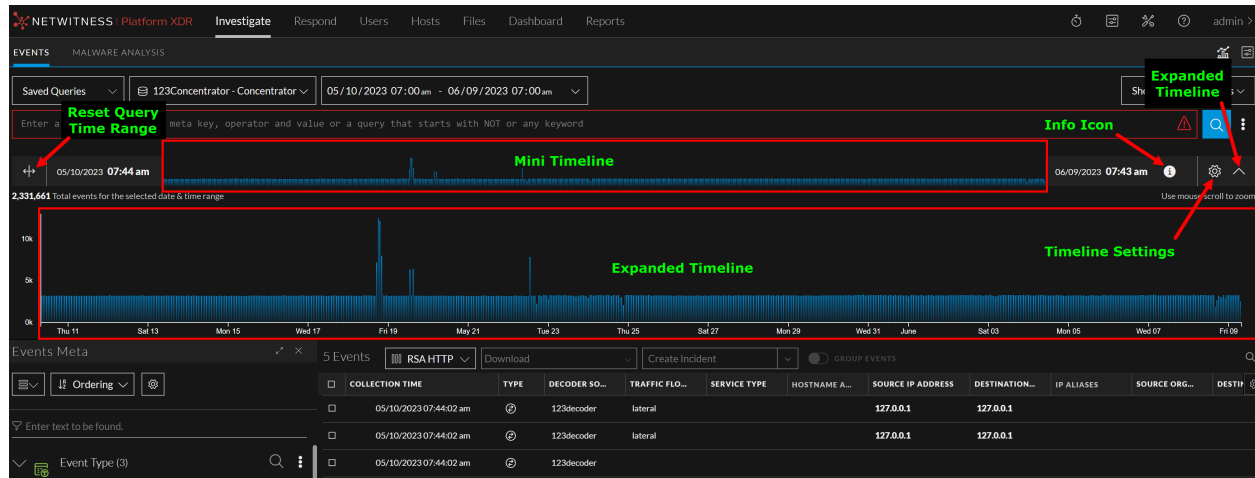 NETWITNESS | Platform XDR Investigate Respond Users Hosts Files Dashboard Reports admin >
EVENTS MALWARE ANALYSIS
Expanded
Timeline
Saved Queries 123Concentrator - Concentrator 05/10/2023 07:00 am - 06/09/2023 07:00 am
Reset Query
Time Range
Enter a meta key, operator and value or a query that starts with NOT or any keyword
Info Icon
Mini Timeline
05/10/2023 07:44 am 06/09/2023 07:43 am
2,331,661 Total events for the selected date & time range Use mouse scroll to zoom
10k
Timeline Settings
Expanded Timeline
5k
0k
Thu 11 Sat 13 Mon 15 Wed 17 Fri 19 May 21 Tue 23 Thu 25 Sat 27 Mon 29 Wed 31 June Sat 03 Mon 05 Wed 07 Fri 09
Events Meta 5 Events RSA HTTP Download Create Incident GROUP EVENTS
Ordering
COLLECTION TIME TYPE DECODER SO... TRAFFIC FLO... SERVICE TYPE HOSTNAME A... SOURCE IP ADDRESS DESTINATION... IP ALIASES SOURCE ORG... DESTIN
05/10/2023 07:44:02 am 123decoder lateral 127.0.0.1 127.0.0.1
Enter text to be found.
05/10/2023 07:44:02 am 123decoder lateral 127.0.0.1 127.0.0.1
Event Type (3)
05/10/2023 07:44:02 am 123decoder